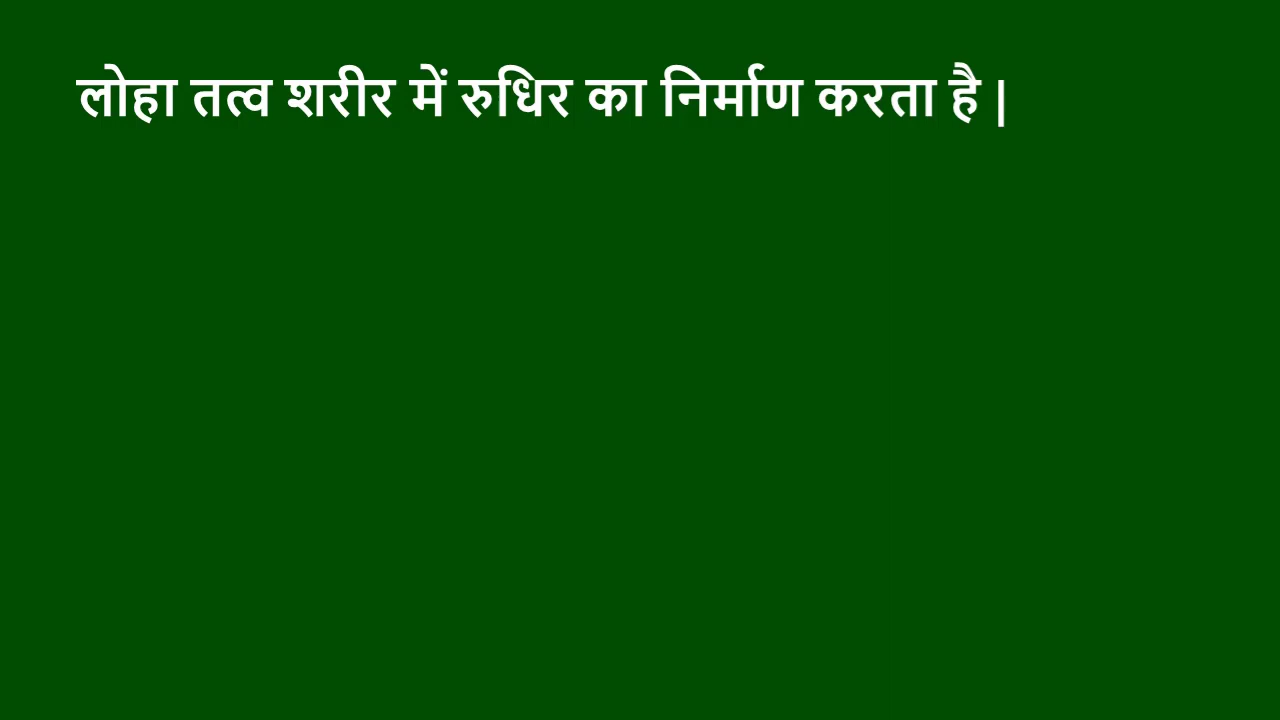 लोहा तत्व शरीर में रुधिर का निर्माण करता है |